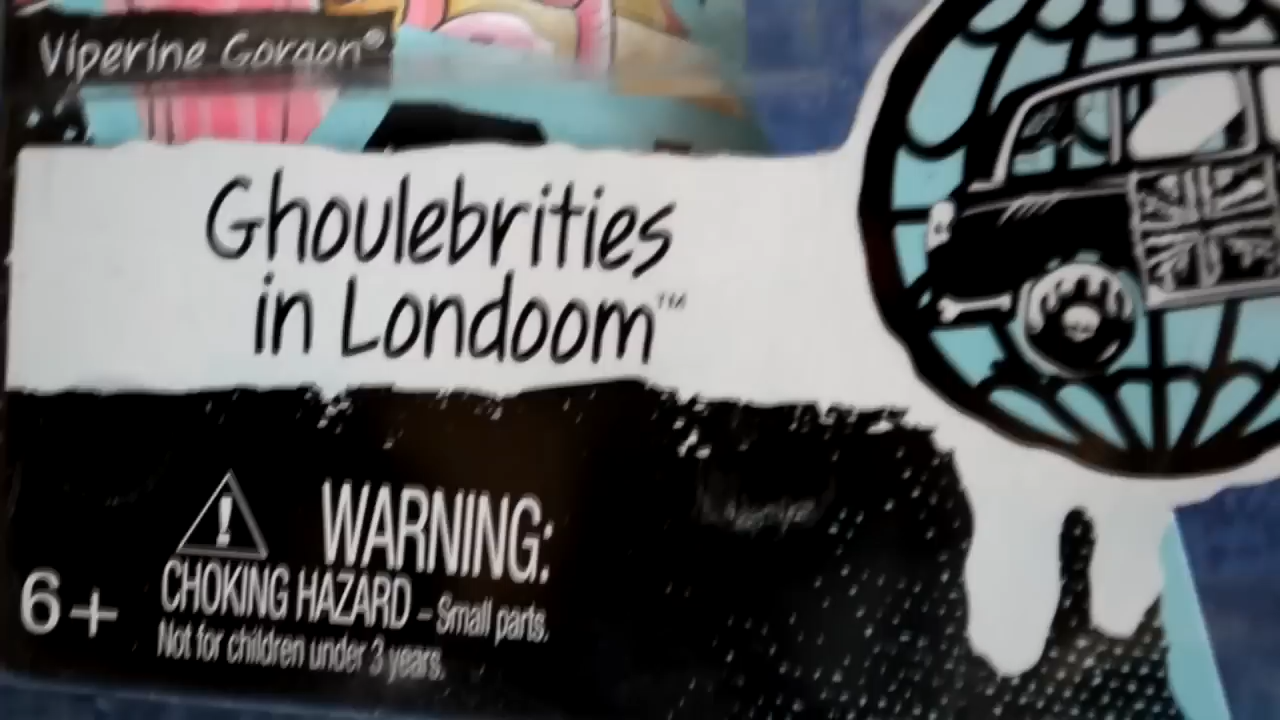 Viperine Gorgon®
Ghoulebrities
in Londoom™
WARNING:
CHOKING HAZARD – Small parts.
6+
Not for children under 3 years.